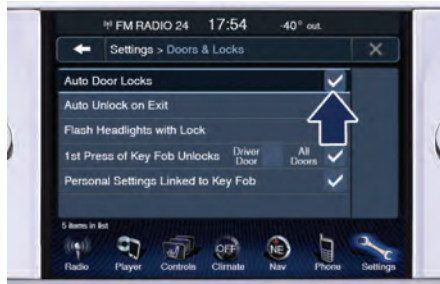 FM RADIO 24 17:54 -40° out.
Settings > Doors & Locks
Auto Door Locks
Auto Unlock on Exit
Flash Headlights with Lock
1st Press of Key Fob Unlocks Driver Door All Doors
Personal Settings Linked to Key Fob
5 items in list
OFF NE
Radio Player Controls Climate Nav Phone Settings